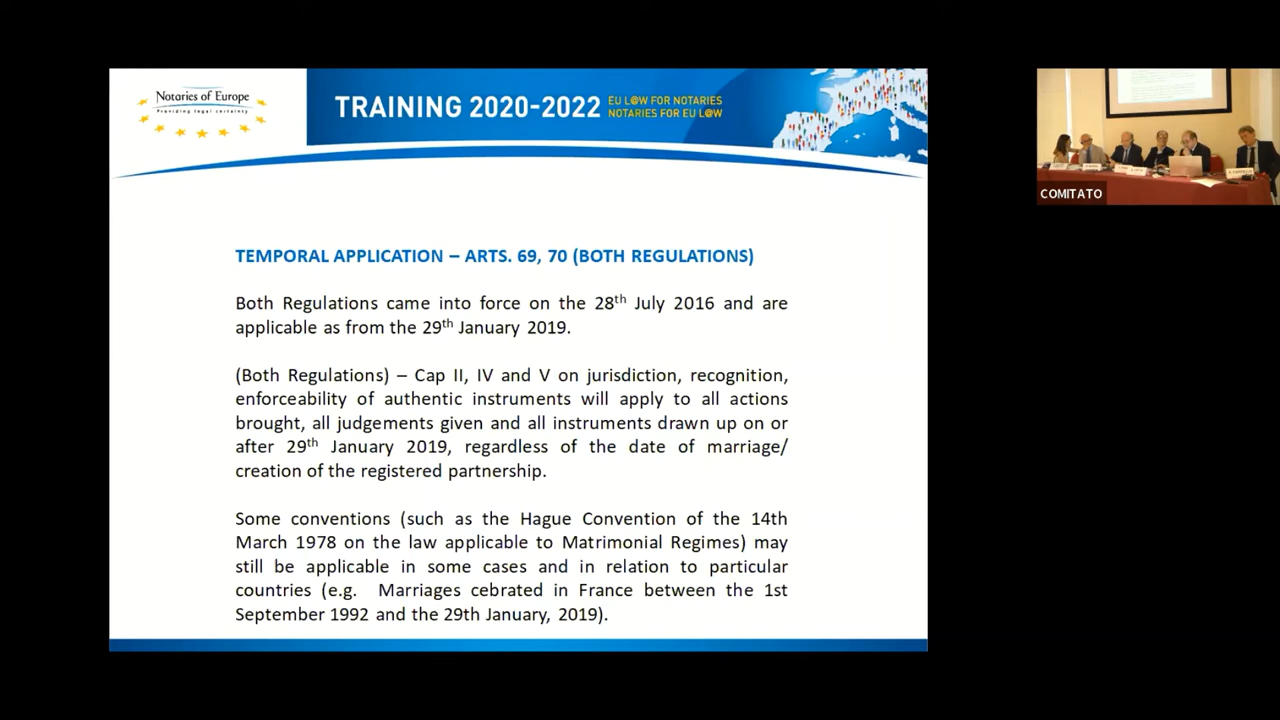 Notaries of Europe
Providing legal certainty
TRAINING 2020-2022
EU L@W FOR NOTARIES
NOTARIES FOR EU L@W
TEMPORAL APPLICATION – ARTS. 69, 70 (BOTH REGULATIONS)
Both Regulations came into force on the 28th July 2016 and are
applicable as from the 29th January 2019.
(Both Regulations) – Cap II, IV and V on jurisdiction, recognition,
enforceability of authentic instruments will apply to all actions
brought, all judgements given and all instruments drawn up on or
after 29th January 2019, regardless of the date of marriage/
creation of the registered partnership.
Some conventions (such as the Hague Convention of the 14th
March 1978 on the law applicable to Matrimonial Regimes) may
still be applicable in some cases and in relation to particular
countries (e.g. Marriages cebrated in France between the 1st
September 1992 and the 29th January, 2019).
COMITATO